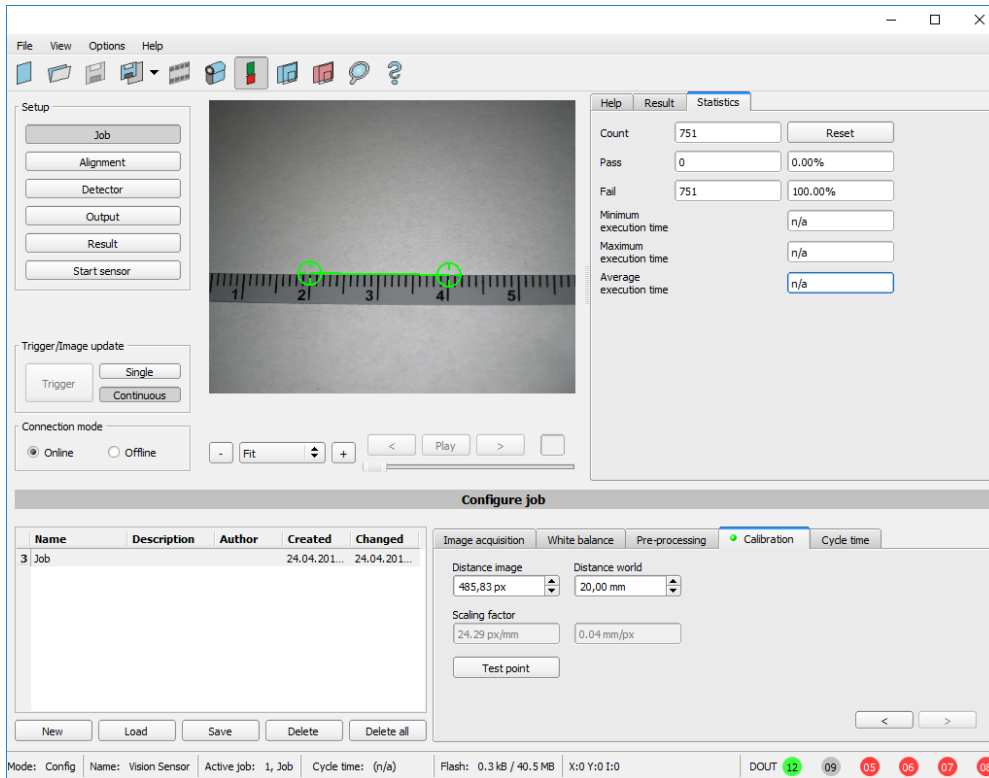 File View Options Help
Setup
Job
Alignment
Detector
Output
Result
Start sensor
Trigger/Image update
Trigger
Single
Continuous
Connection mode
Online Offline
1 2 3 4 5
- Fit +
< Play >
Help Result Statistics
Count 751 Reset
Pass 0 0.00%
Fail 751 100.00%
Minimum
execution time n/a
Maximum
execution time n/a
Average
execution time n/a
Configure job
Name Description Author Created Changed
3 Job 24.04.201... 24.04.201...
New Load Save Delete Delete all
Image acquisition White balance Pre-processing Calibration Cycle time
Distance image Distance world
485,83 px 20,00 mm
Scaling factor
24.29 px/mm 0.04 mm/px
Test point
< >
Mode: Config Name: Vision Sensor Active job: 1, Job Cycle time: (n/a) Flash: 0.3 kB / 40.5 MB X:0 Y:0 I:0 DOUT 12 09 05 06 07 08